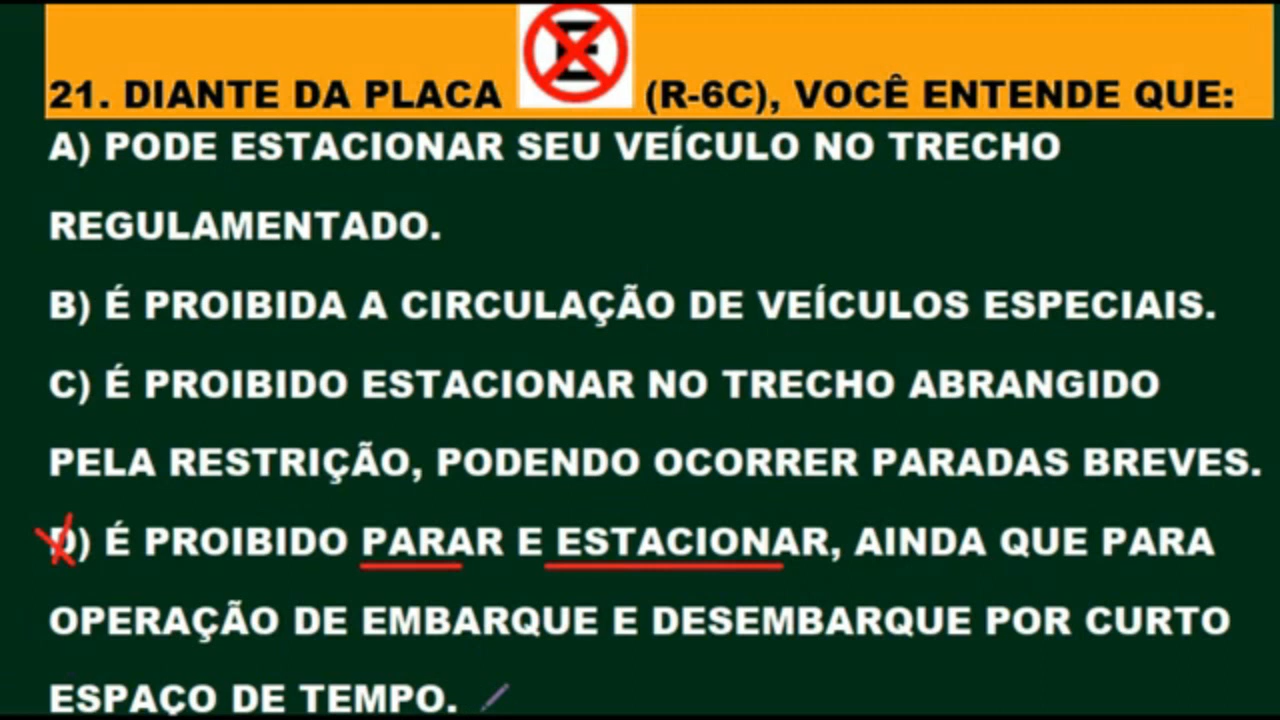 21. DIANTE DA PLACA E (R-6C), VOCÊ ENTENDE QUE:
A) PODE ESTACIONAR SEU VEÍCULO NO TRECHO
REGULAMENTADO.
B) É PROIBIDA A CIRCULAÇÃO DE VEÍCULOS ESPECIAIS.
C) É PROIBIDO ESTACIONAR NO TRECHO ABRANGIDO
PELA RESTRIÇÃO, PODENDO OCORRER PARADAS BREVES.
D) É PROIBIDO PARAR E ESTACIONAR, AINDA QUE PARA
OPERAÇÃO DE EMBARQUE E DESEMBARQUE POR CURTO
ESPAÇO DE TEMPO.